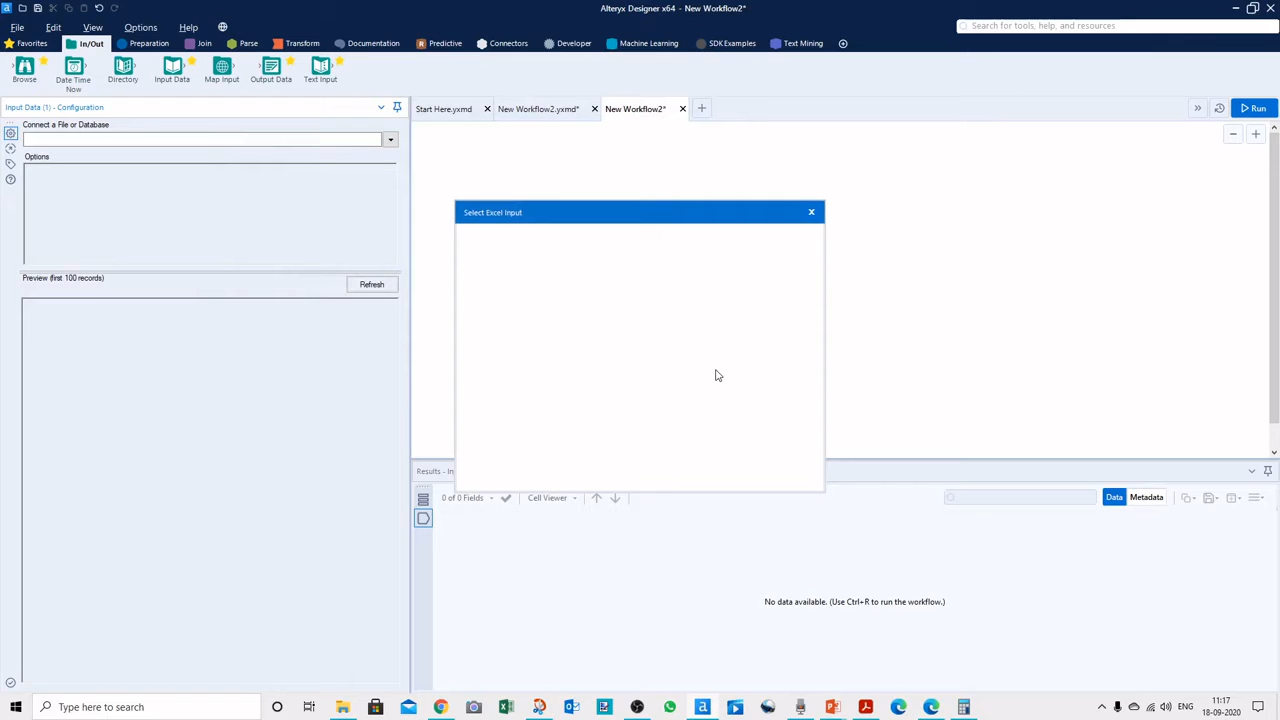 Alteryx Designer x64 - New Workflow2*
File Edit View Options Help
Search for tools, help, and resources
Favorites In/Out Preparation Join Parse Transform Documentation Predictive Connectors Developer Machine Learning SDK Examples Text Mining
Browse Date Time Now Directory Input Data Map Input Output Data Text Input
Input Data (1) - Configuration
Start Here.yxmd New Workflow2.yxmd* New Workflow2* Run
Connect a File or Database
Options
Select Excel Input x
Preview (first 100 records)
Refresh
Results - In
0 of 0 Fields Cell Viewer Data Metadata
No data available. (Use Ctrl+R to run the workflow.)
Type here to search
ENG
11:17
18-09-2020